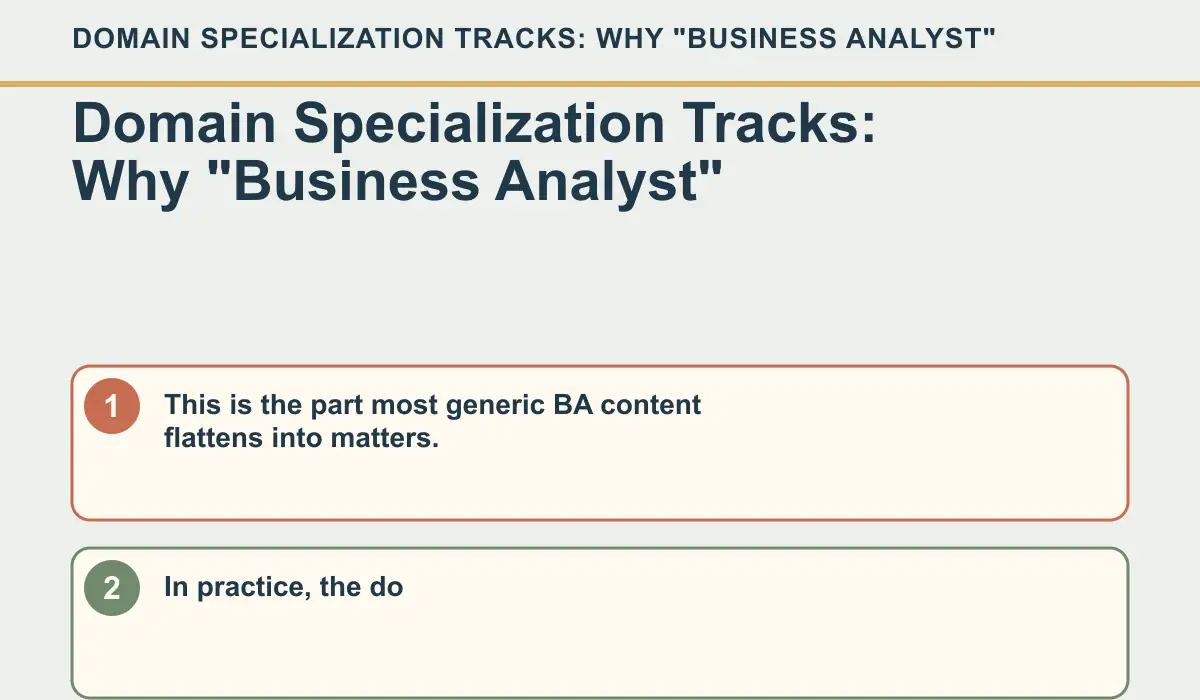 DOMAIN SPECIALIZATION TRACKS: WHY "BUSINESS ANALYST"
Domain Specialization Tracks:
Why "Business Analyst"
1
This is the part most generic BA content
flattens into matters.
2
In practice, the do